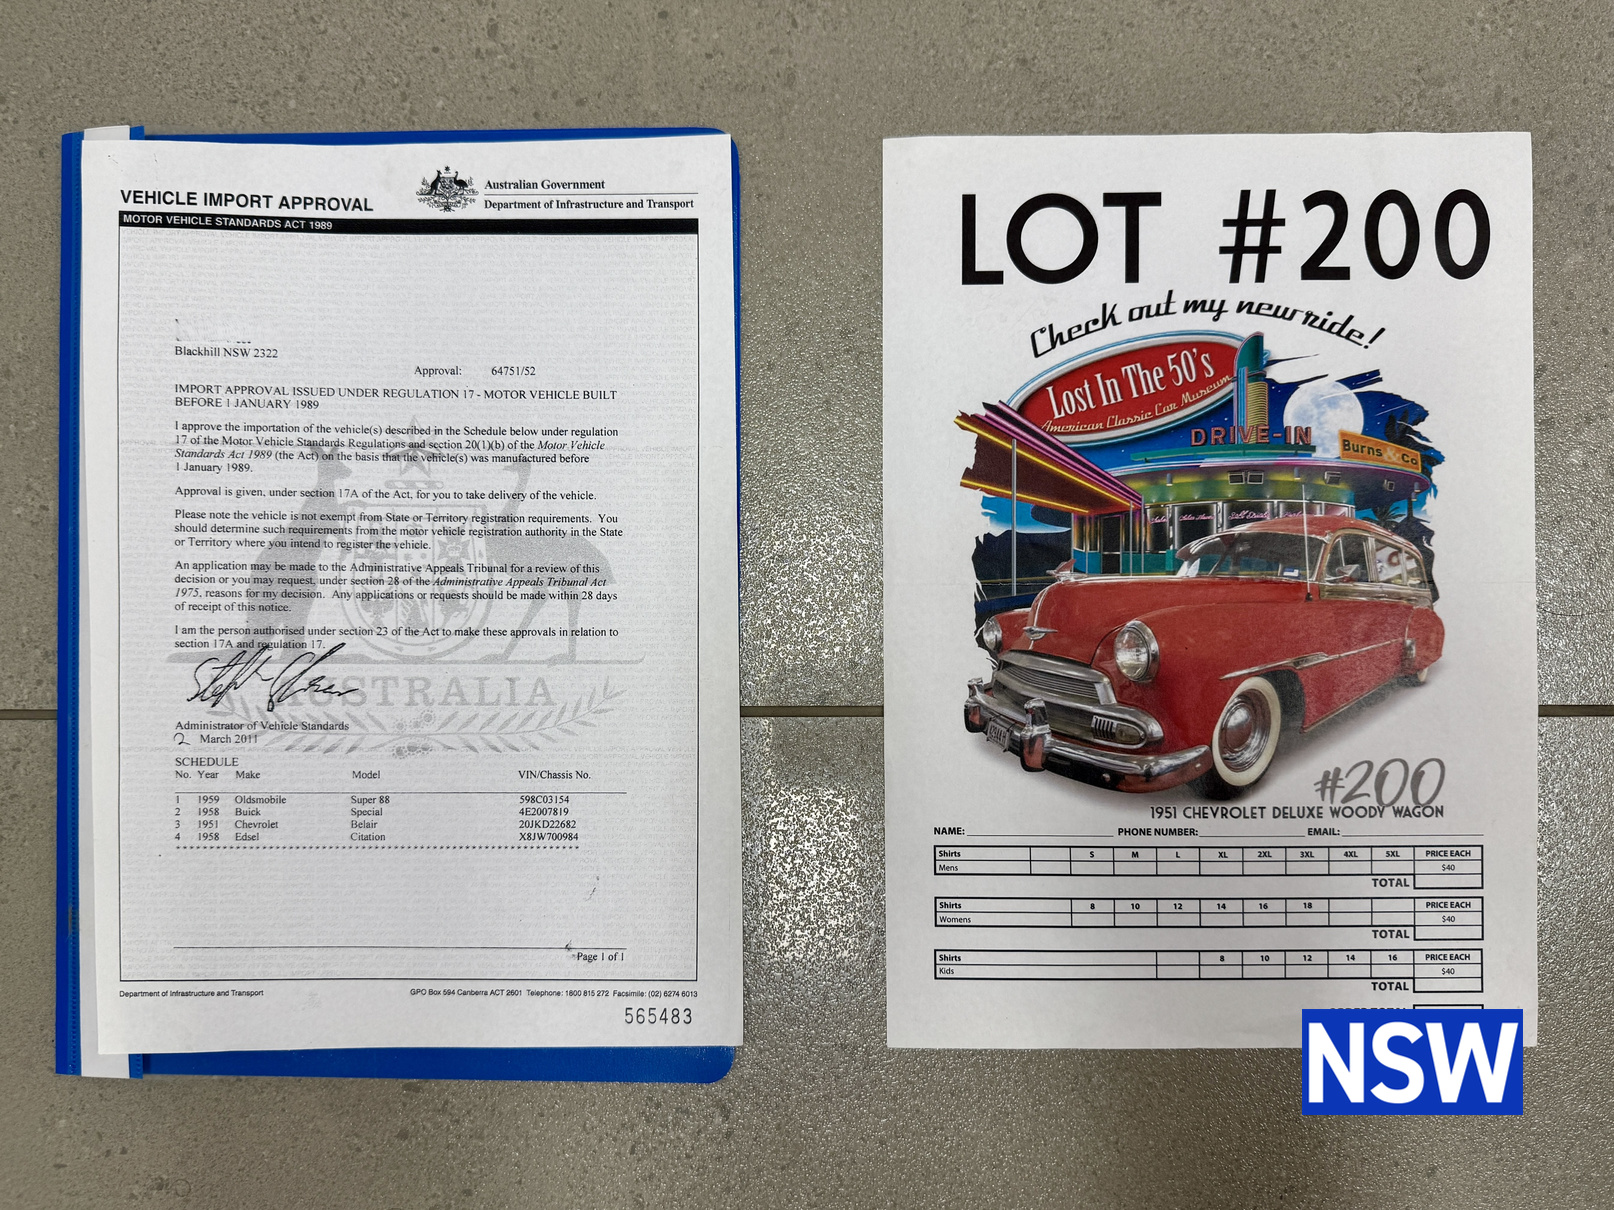 VEHICLE IMPORT APPROVAL
Australian Government
Department of Infrastructure and Transport
MOTOR VEHICLE STANDARDS ACT 1989
Blackhill NSW 2322
Approval: 64751/52
IMPORT APPROVAL ISSUED UNDER REGULATION 17 - MOTOR VEHICLE BUILT
BEFORE 1 JANUARY 1989
I approve the importation of the vehicle(s) described in the Schedule below under regulation
17 of the Motor Vehicle Standards Regulations and section 20(1)(b) of the Motor Vehicle
Standards Act 1989 (the Act) on the basis that the vehicle(s) was manufactured before
1 January 1989.
Approval is given, under section 17A of the Act, for you to take delivery of the vehicle.
Please note the vehicle is not exempt from State or Territory registration requirements. You
should determine such requirements from the motor vehicle registration authority in the State
or Territory where you intend to register the vehicle.
An application may be made to the Administrative Appeals Tribunal for a review of this
decision or you may request, under section 28 of the Administrative Appeals Tribunal Act
1975, reasons for my decision. Any applications or requests should be made within 28 days
of receipt of this notice.
I am the person authorised under section 23 of the Act to make these approvals in relation to
section 17A and regulation 17.
AUSTRALIA
Administrator of Vehicle Standards
2 March 2011
SCHEDULE
No. Year Make Model VIN/Chassis No.
1 1959 Oldsmobile Super 88 598C03154
2 1958 Buick Special 4E2007819
3 1951 Chevrolet Belair 20JKD22682
4 1958 Edsel Citation X8JW700984
Page 1 of 1
Department of Infrastructure and Transport
GPO Box 594 Canberra ACT 2601 Telephone: 1800 815 272 Facsimile: (02) 6274 6013
565483
LOT #200
Check out my new ride!
Lost In The 50's
American Classic Car Museum
DRIVE-IN
Burns & Co
#200
1951 CHEVROLET DELUXE WOODY WAGON
NAME: PHONE NUMBER: EMAIL:
Shirts S M L XL 2XL 3XL 4XL 5XL PRICE EACH
Mens $40
TOTAL
Shirts 8 10 12 14 16 18 PRICE EACH
Womens $40
TOTAL
Shirts 8 10 12 14 16 PRICE EACH
Kids $40
TOTAL
NSW